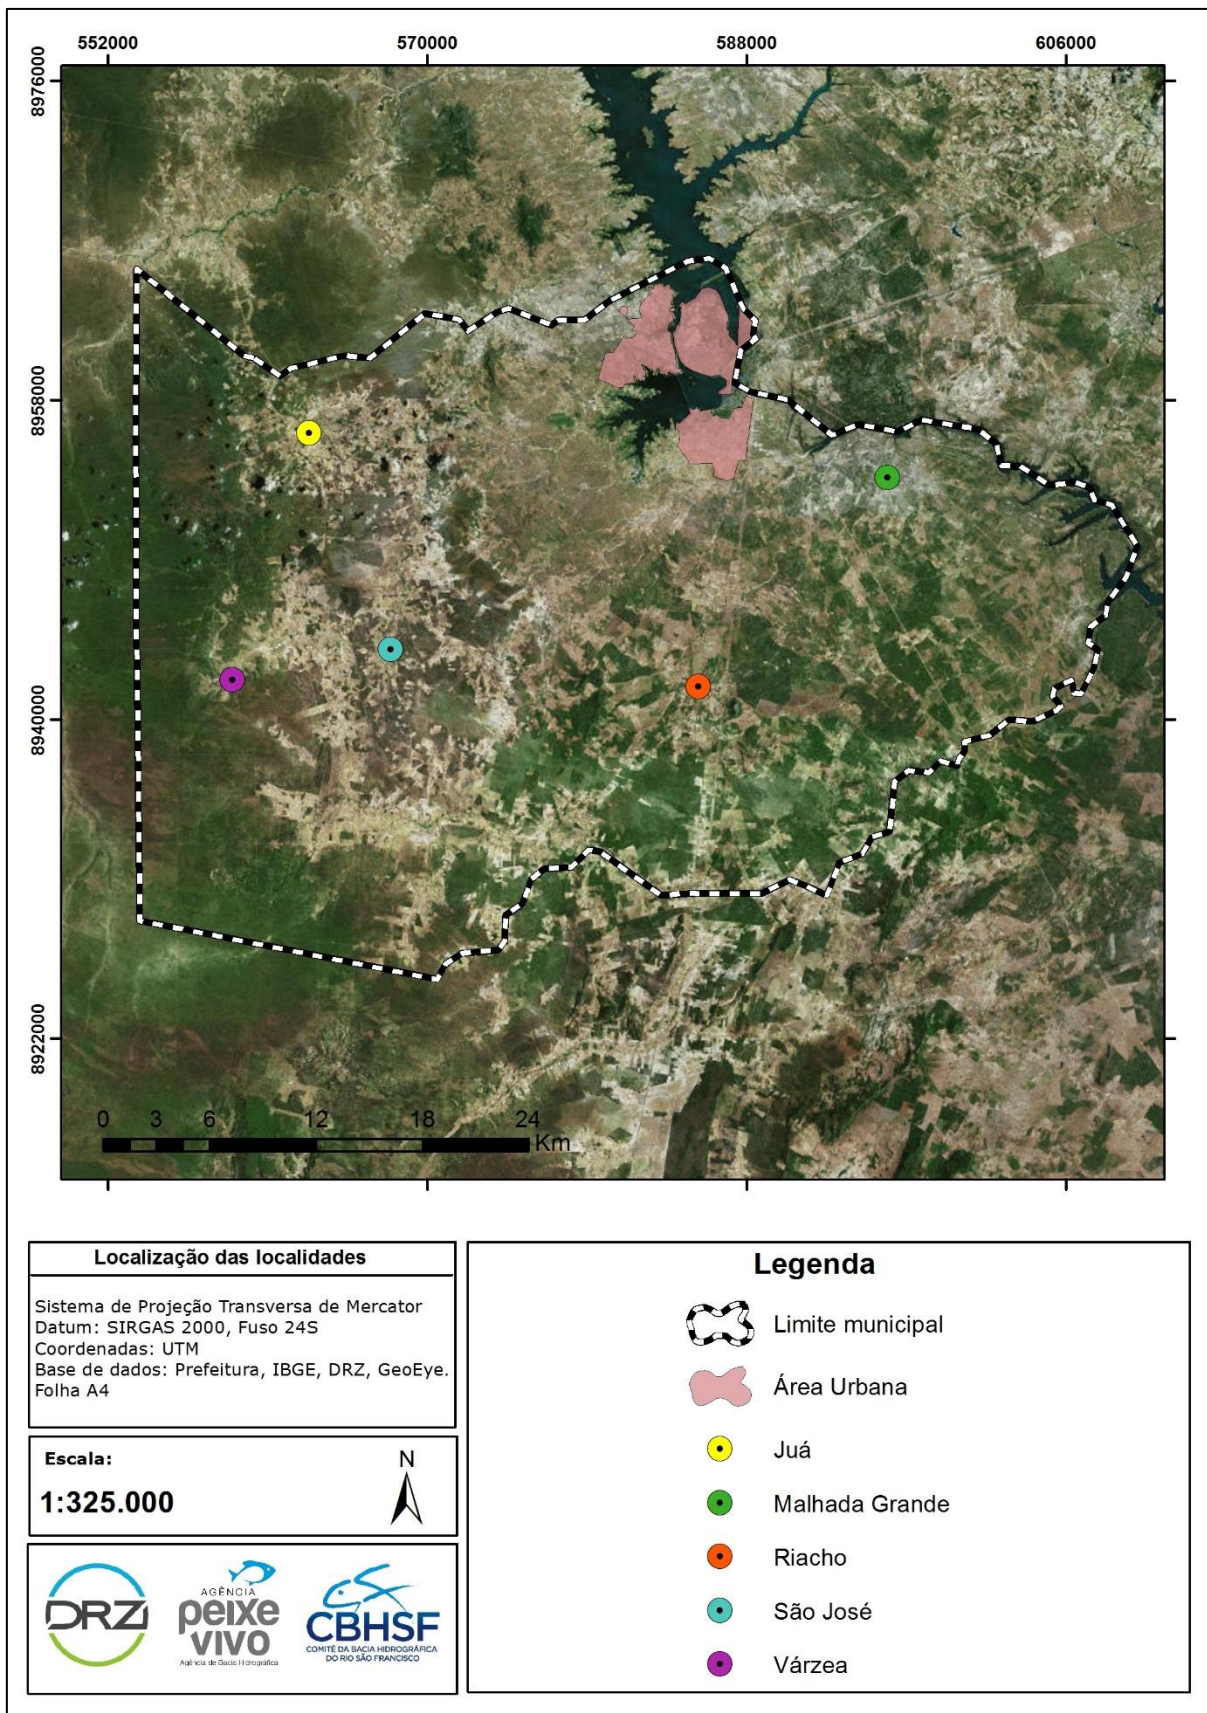 552000 570000 588000 606000
8976000
8958000
8940000
8922000
0 3 6 12 18 24
Km
Localização das localidades
Sistema de Projeção Transversa de Mercator
Datum: SIRGAS 2000, Fuso 24S
Coordenadas: UTM
Base de dados: Prefeitura, IBGE, DRZ, GeoEye.
Folha A4
Escala:
1:325.000
N
DRZ
AGÊNCIA
peixe
vivo
Agência de Bacia Hidrográfica
CBHSF
COMITÊ DA BACIA HIDROGRÁFICA
DO RIO SÃO FRANCISCO
Legenda
Limite municipal
Área Urbana
Juá
Malhada Grande
Riacho
São José
Várzea